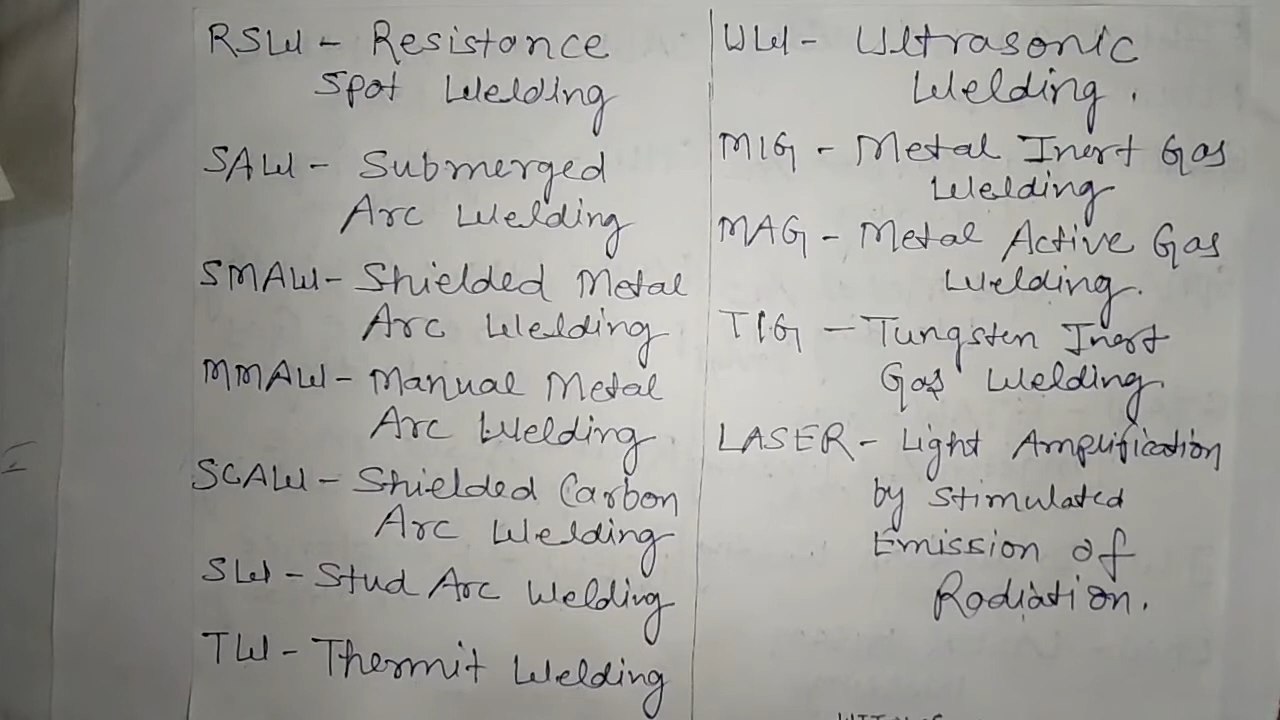 RSW - Resistance
Spot Welding
SAW - Submerged
Arc Welding
SMAW - Shielded Metal
Arc Welding
MMAW - Manual Metal
Arc Welding
SCAW - Shielded Carbon
Arc Welding
SW - Stud Arc Welding
TW - Thermit Welding
UW - Ultrasonic
Welding.
MIG - Metal Inert Gas
Welding
MAG - Metal Active Gas
Welding.
TIG - Tungsten Inert
Gas Welding.
LASER - Light Amplification
by Stimulated
Emission of
Radiation.